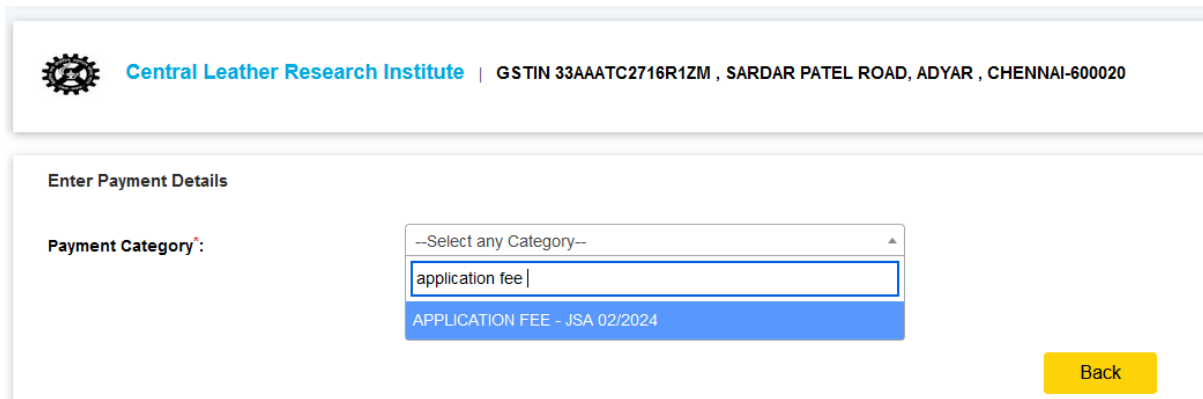 Central Leather Research Institute | GSTIN 33AAATC2716R1ZM , SARDAR PATEL ROAD, ADYAR , CHENNAI-600020
Enter Payment Details
Payment Category*:
--Select any Category--
application fee
APPLICATION FEE - JSA 02/2024
Back